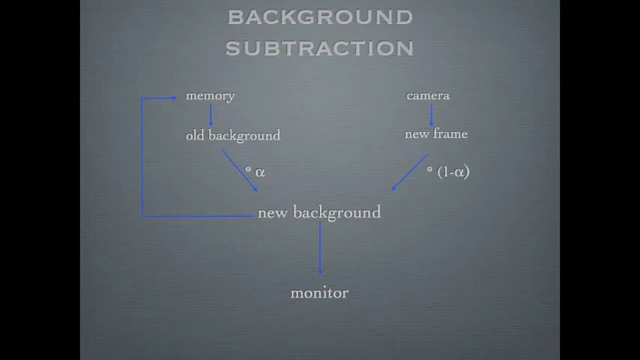 BACKGROUND
SUBTRACTION
memory
camera
old background
new frame
* α
* (1-α)
new background
monitor